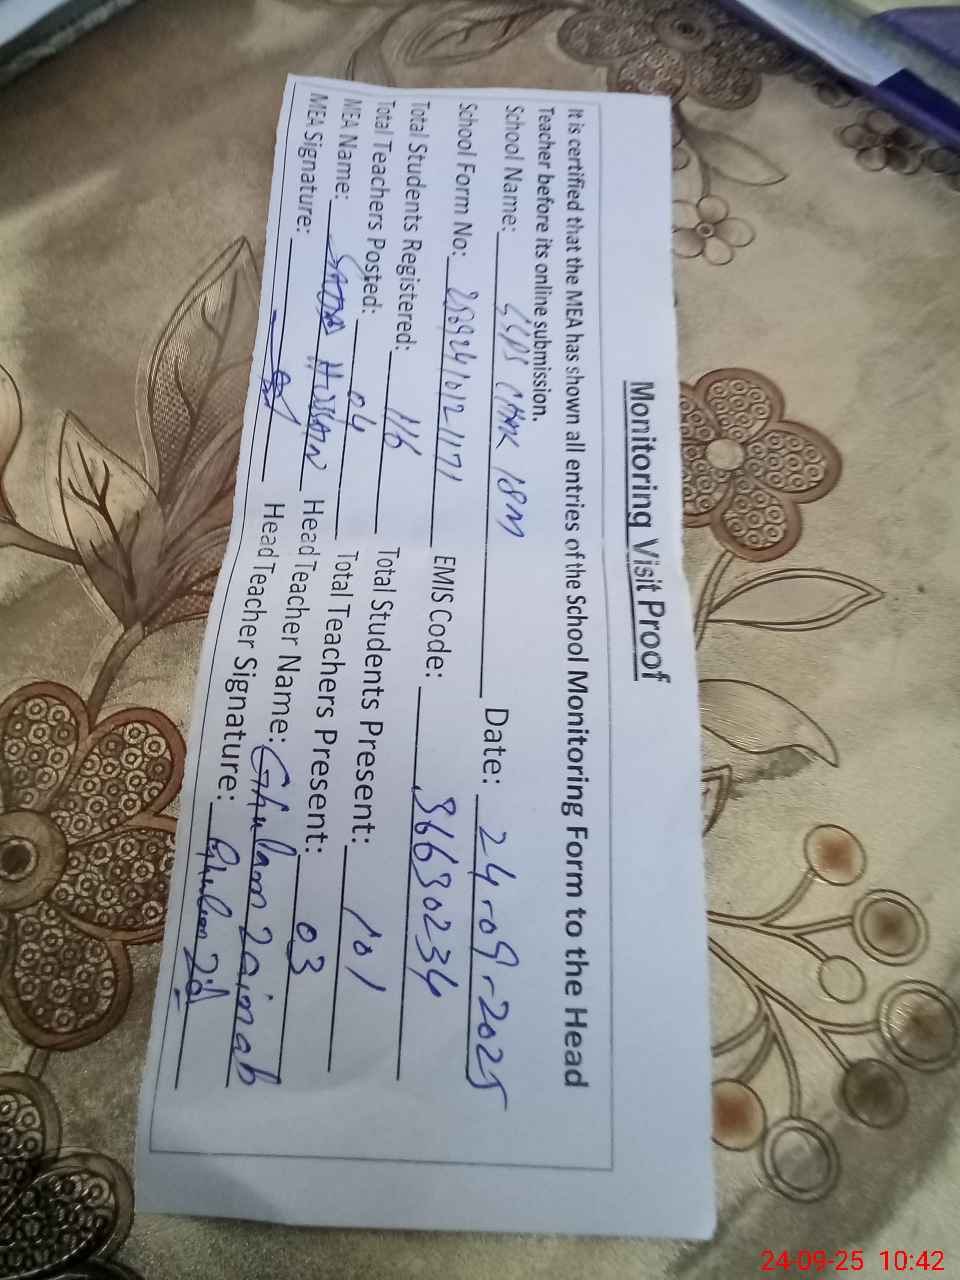 Monitoring Visit Proof
It is certified that the MEA has shown all entries of the School Monitoring Form to the Head
Teacher before its online submission.
School Name: GGPS CHAK 18M Date: 24-09-2025
School Form No: EMIS Code: 36630234
Total Students Registered: 116 Total Students Present: 101
Total Teachers Posted: 04 Total Teachers Present: 03
MEA Name: HUSSAIN Head Teacher Name: Ghulam Zainab
MEA Signature: Head Teacher Signature: Ghulam
24-09-25 10:42